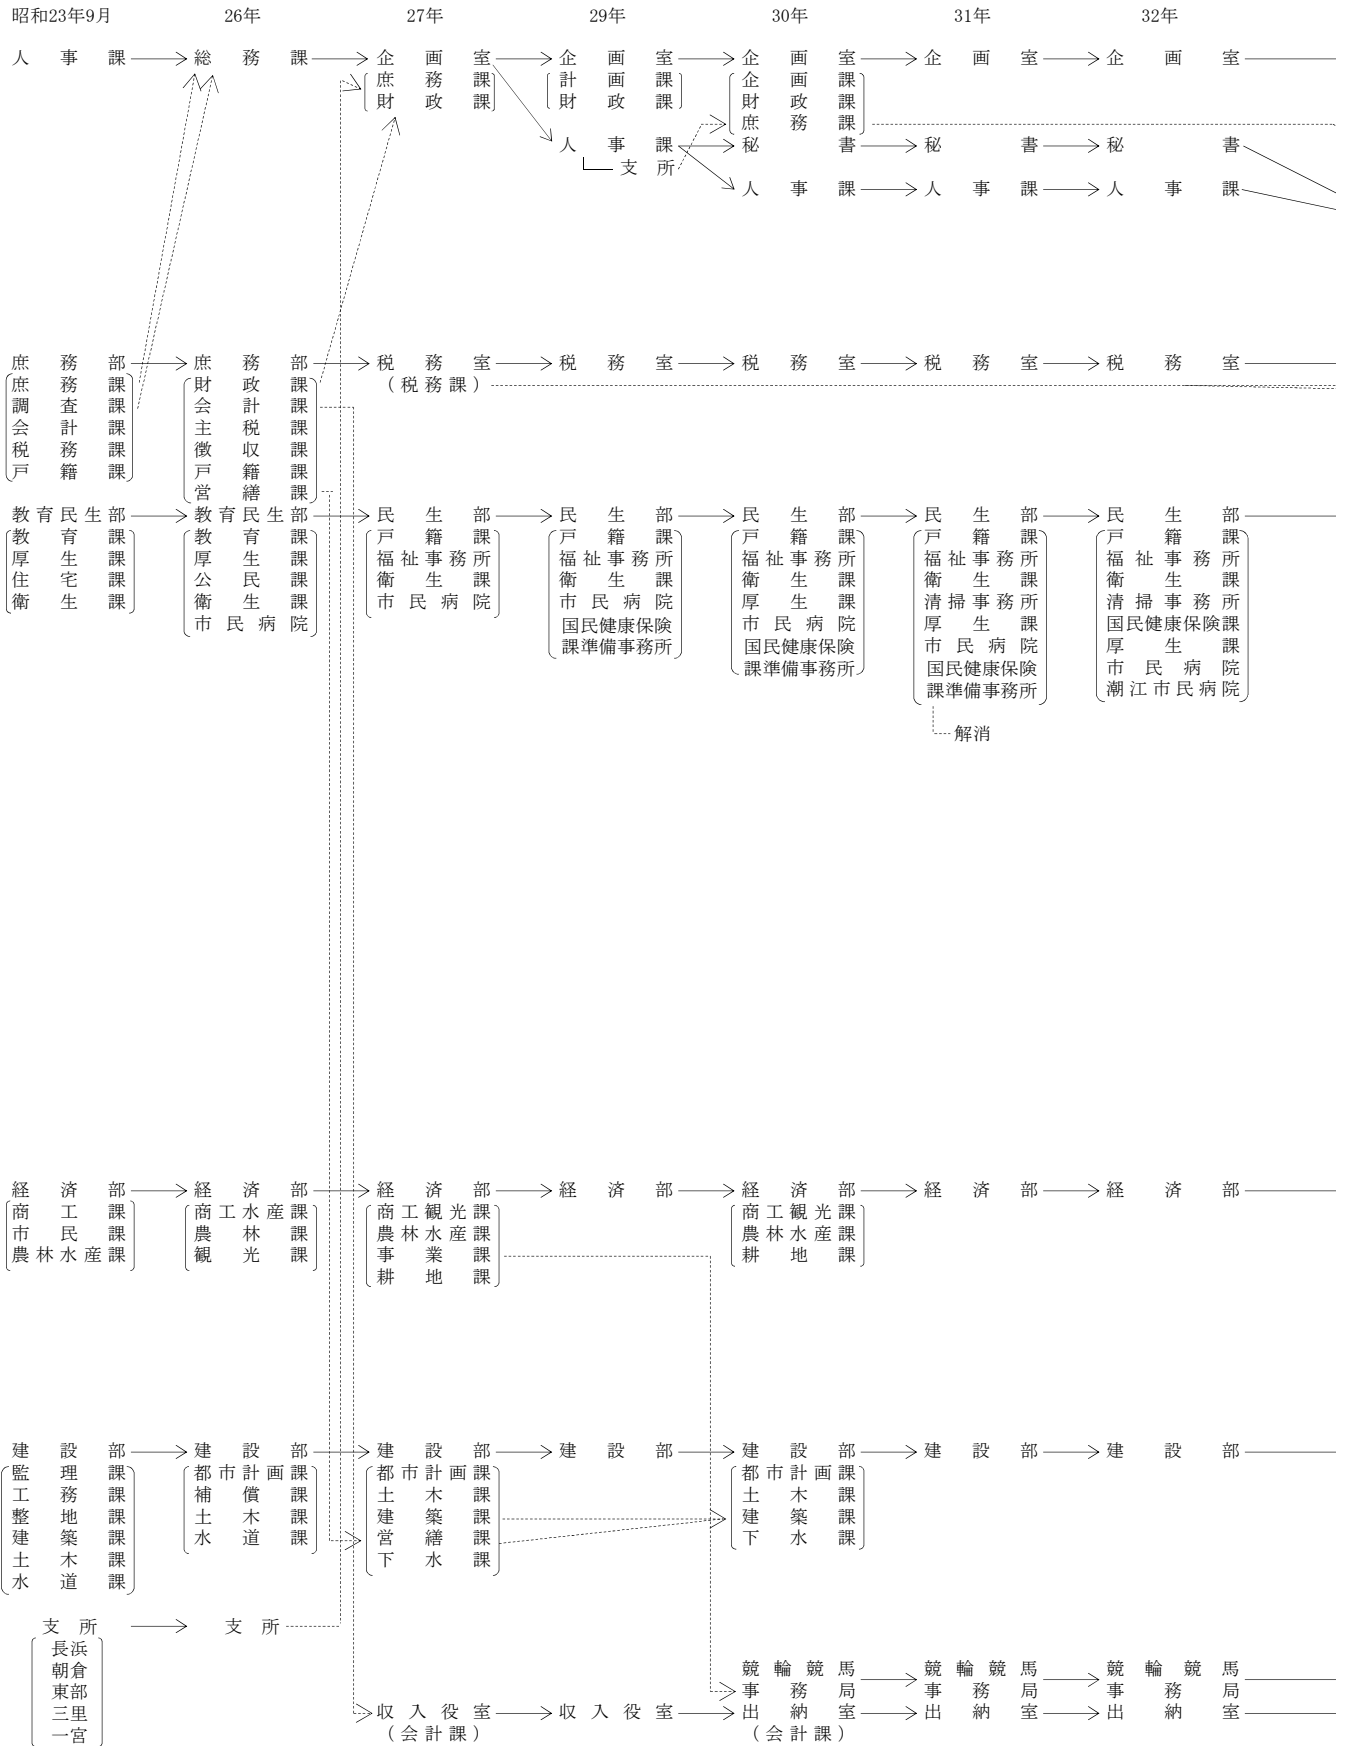 昭和23年9月 26年 27年 29年 30年 31年 32年
人事課 総務課 企画室 企画室 企画室 企画室 企画室
庶務課 計画課 企画課
財政課 財政課 財政課
庶務課
人事課 秘書 秘書 秘書
支所
人事課 人事課 人事課
庶務部 庶務部 税務室 税務室 税務室 税務室 税務室
庶務課 財政課 (税務課)
調査課 会計課
会計課 主税課
税務課 徴収課
戸籍課 戸籍課
営繕課
教育民生部 教育民生部 民生部 民生部 民生部 民生部 民生部
教育課 教育課 戸籍課 戸籍課 戸籍課 戸籍課 戸籍課
厚生課 厚生課 福祉事務所 福祉事務所 福祉事務所 福祉事務所 福祉事務所
住宅課 公民課 衛生課 衛生課 衛生課 衛生課 衛生課
衛生課 衛生課 市民病院 市民病院 厚生課 清掃事務所 清掃事務所
市民病院 国民健康保険 市民病院 厚生課 国民健康保険課
課準備事務所 国民健康保険 市民病院 厚生課
課準備事務所 国民健康保険 市民病院
課準備事務所 潮江市民病院
解消
経済部 経済部 経済部 経済部 経済部 経済部 経済部
商工課 商工水産課 商工観光課 商工観光課
市民課 農林課 農林水産課 農林水産課
農林水産課 観光課 事業課 耕地課
耕地課
建設部 建設部 建設部 建設部 建設部 建設部 建設部
監理課 都市計画課 都市計画課 都市計画課
工務課 補償課 土木課 土木課
整地課 土木課 建築課 建築課
建築課 水道課 営繕課 下水課
土木課 下水課
水道課
支所 支所
長浜
朝倉 競輪競馬 競輪競馬 競輪競馬
東部 事務局 事務局 事務局
三里 収入役室 収入役室 出納室 出納室 出納室
一宮 (会計課) (会計課)